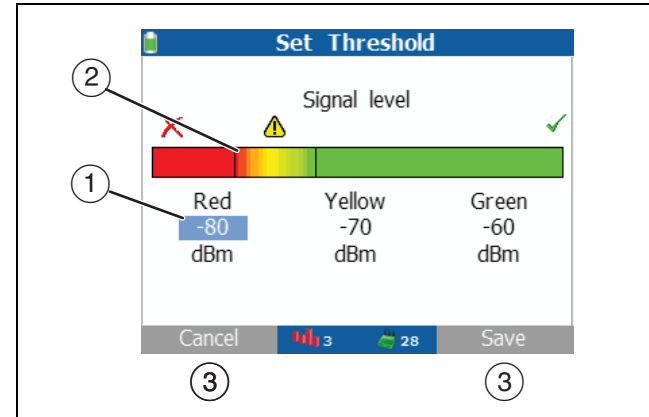 Set Threshold
2
Signal level
1
Red Yellow Green
-80 -70 -60
dBm dBm dBm
Cancel 3 28 Save
3 3